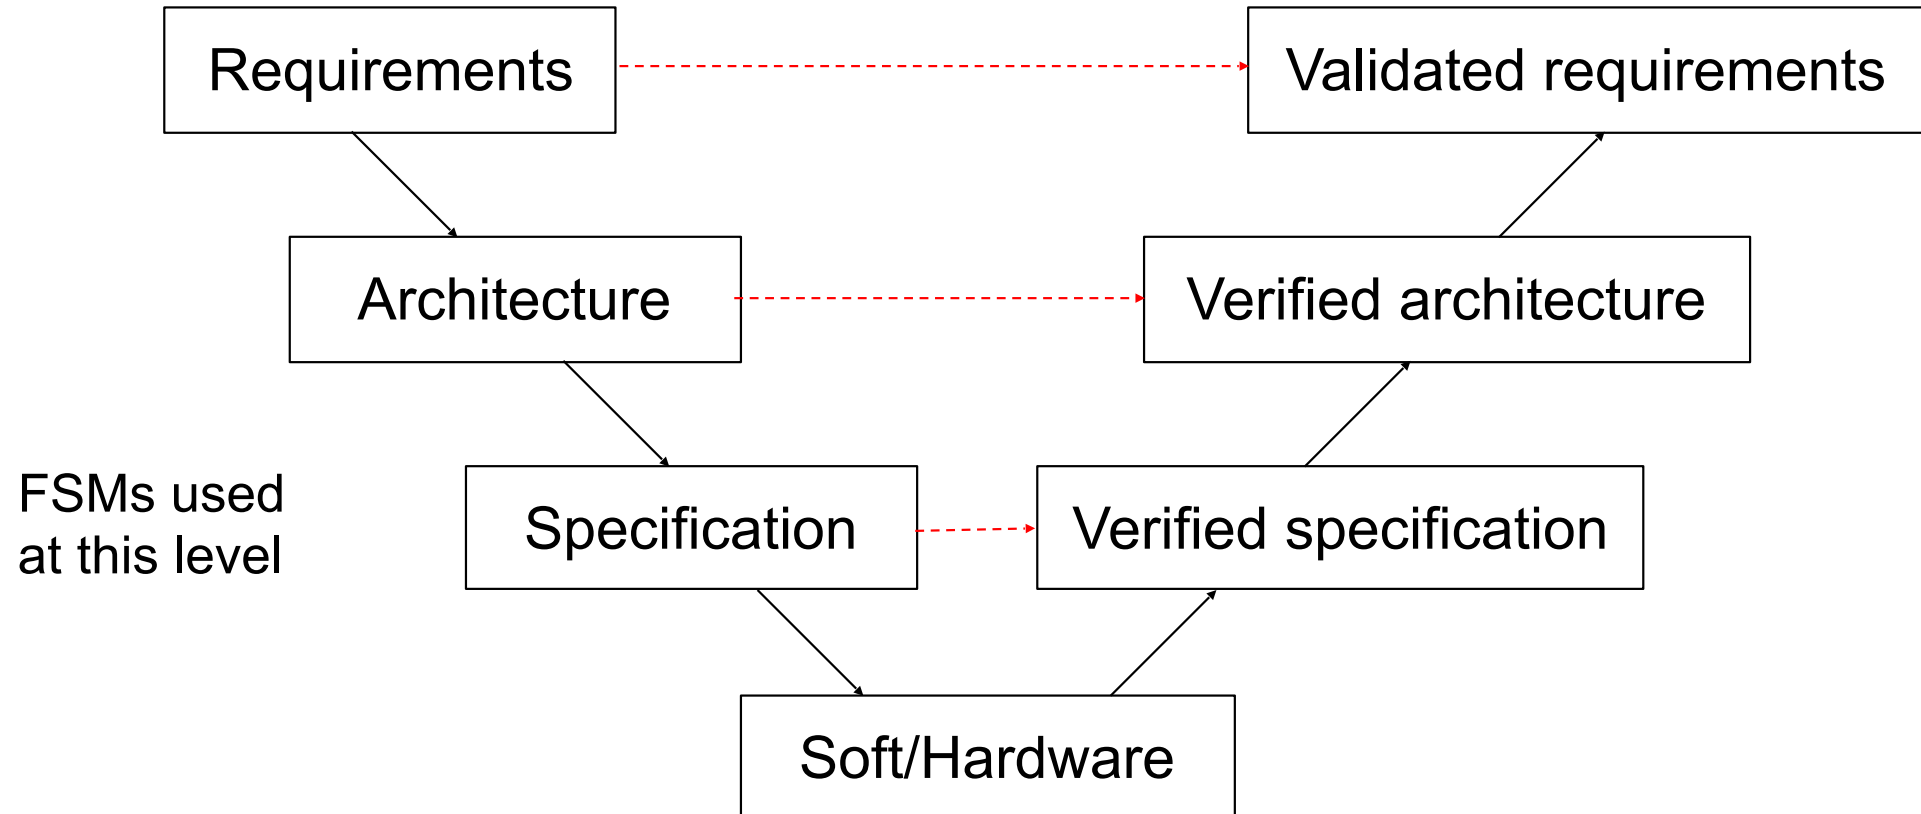 Requirements
Validated requirements
Architecture
Verified architecture
FSMs used
at this level
Specification
Verified specification
Soft/Hardware